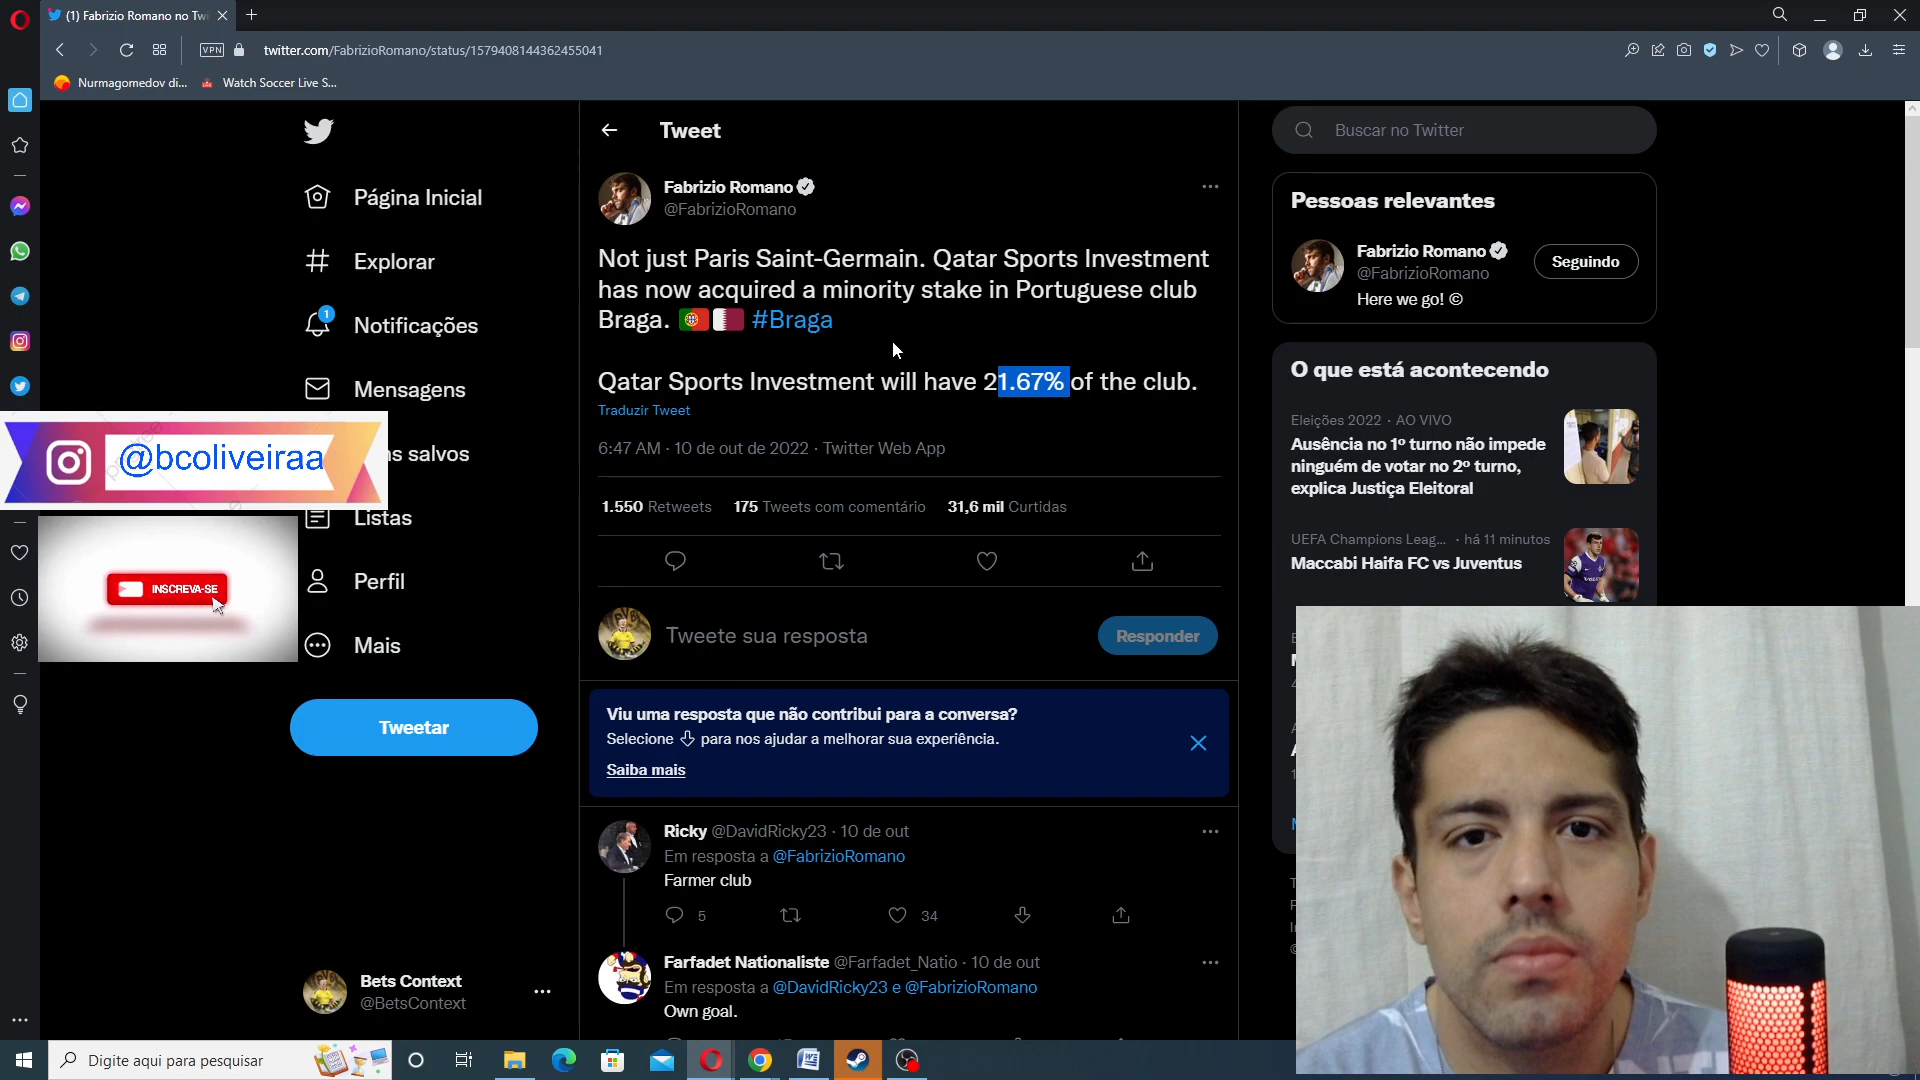 (1) Fabrizio Romano no Twi
VPN
twitter.com/FabrizioRomano/status/1579408144362455041
Nurmagomedov di...
Watch Soccer Live S...
Página Inicial
Explorar
1
Notificações
Mensagens
ns salvos
Listas
Perfil
Mais
Tweetar
Bets Context
@BetsContext
@bcoliveiraa
INSCREVA-SE
Tweet
Fabrizio Romano
@FabrizioRomano
Not just Paris Saint-Germain. Qatar Sports Investment
has now acquired a minority stake in Portuguese club
Braga. 🇵🇹🇶🇦 #Braga
Qatar Sports Investment will have 21.67% of the club.
Traduzir Tweet
6:47 AM · 10 de out de 2022 · Twitter Web App
1.550 Retweets 175 Tweets com comentário 31,6 mil Curtidas
Tweete sua resposta
Responder
Viu uma resposta que não contribui para a conversa?
Selecione para nos ajudar a melhorar sua experiência.
Saiba mais
Ricky @DavidRicky23 · 10 de out
Em resposta a @FabrizioRomano
Farmer club
5 34
Farfadet Nationaliste @Farfadet_Natio · 10 de out
Em resposta a @DavidRicky23 e @FabrizioRomano
Own goal.
Buscar no Twitter
Pessoas relevantes
Fabrizio Romano
@FabrizioRomano
Seguindo
Here we go! ©
O que está acontecendo
Eleições 2022 · AO VIVO
Ausência no 1º turno não impede
ninguém de votar no 2º turno,
explica Justiça Eleitoral
UEFA Champions Leag... · há 11 minutos
Maccabi Haifa FC vs Juventus
Digite aqui para pesquisar